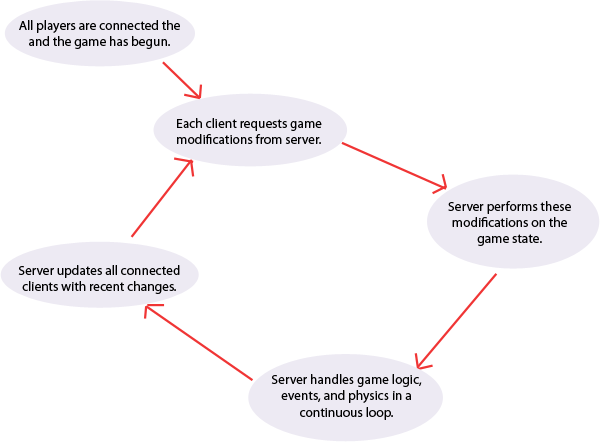 All players are connected the
and the game has begun.
Each client requests game
modifications from server.
Server performs these
modifications on the
game state.
Server updates all connected
clients with recent changes.
Server handles game logic,
events, and physics in a
continuous loop.